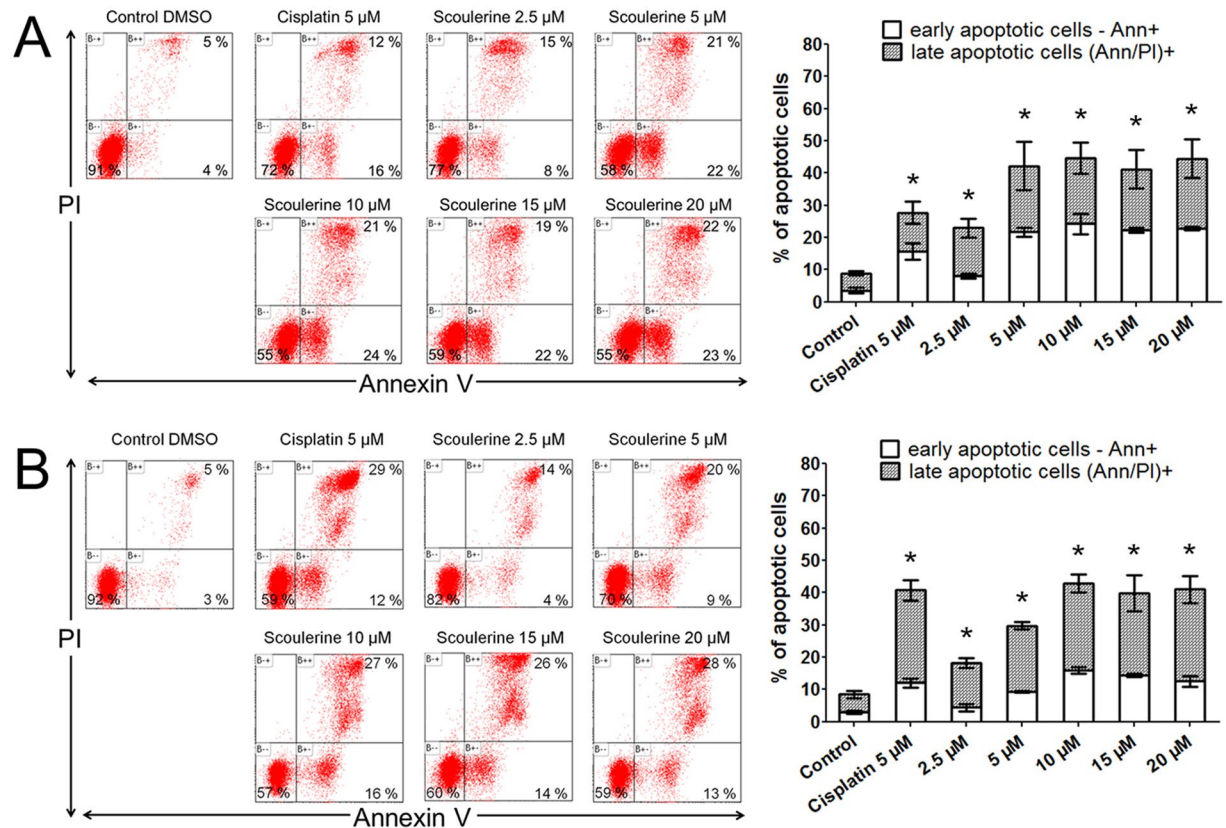 A
Control DMSO
Cisplatin 5 µM
Scoulerine 2.5 µM
Scoulerine 5 µM
B-+ B++ 5 %
B-- B+-
91 % 4 %
B-+ B++ 12 %
B-- B+-
72 % 16 %
B-+ B++ 15 %
B-- B+-
77 % 8 %
B-+ B++ 21 %
B-- B+-
58 % 22 %
Scoulerine 10 µM
Scoulerine 15 µM
Scoulerine 20 µM
B-+ B++ 21 %
B-- B+-
55 % 24 %
B-+ B++ 19 %
B-- B+-
59 % 22 %
B-+ B++ 22 %
B-- B+-
55 % 23 %
PI
Annexin V
early apoptotic cells - Ann+
late apoptotic cells (Ann/PI)+
% of apoptotic cells
80
70
60
50
40
30
20
10
0
* * * * * *
Control
Cisplatin 5 µM
2.5 µM
5 µM
10 µM
15 µM
20 µM
B
Control DMSO
Cisplatin 5 µM
Scoulerine 2.5 µM
Scoulerine 5 µM
B-+ B++ 5 %
B-- B+-
92 % 3 %
B-+ B++ 29 %
B-- B+-
59 % 12 %
B-+ B++ 14 %
B-- B+-
82 % 4 %
B-+ B++ 20 %
B-- B+-
70 % 9 %
Scoulerine 10 µM
Scoulerine 15 µM
Scoulerine 20 µM
B-+ B++ 27 %
B-- B+-
57 % 16 %
B-+ B++ 26 %
B-- B+-
60 % 14 %
B-+ B++ 28 %
B-- B+-
59 % 13 %
PI
Annexin V
early apoptotic cells - Ann+
late apoptotic cells (Ann/PI)+
% of apoptotic cells
80
70
60
50
40
30
20
10
0
* * * * * *
Control
Cisplatin 5 µM
2.5 µM
5 µM
10 µM
15 µM
20 µM